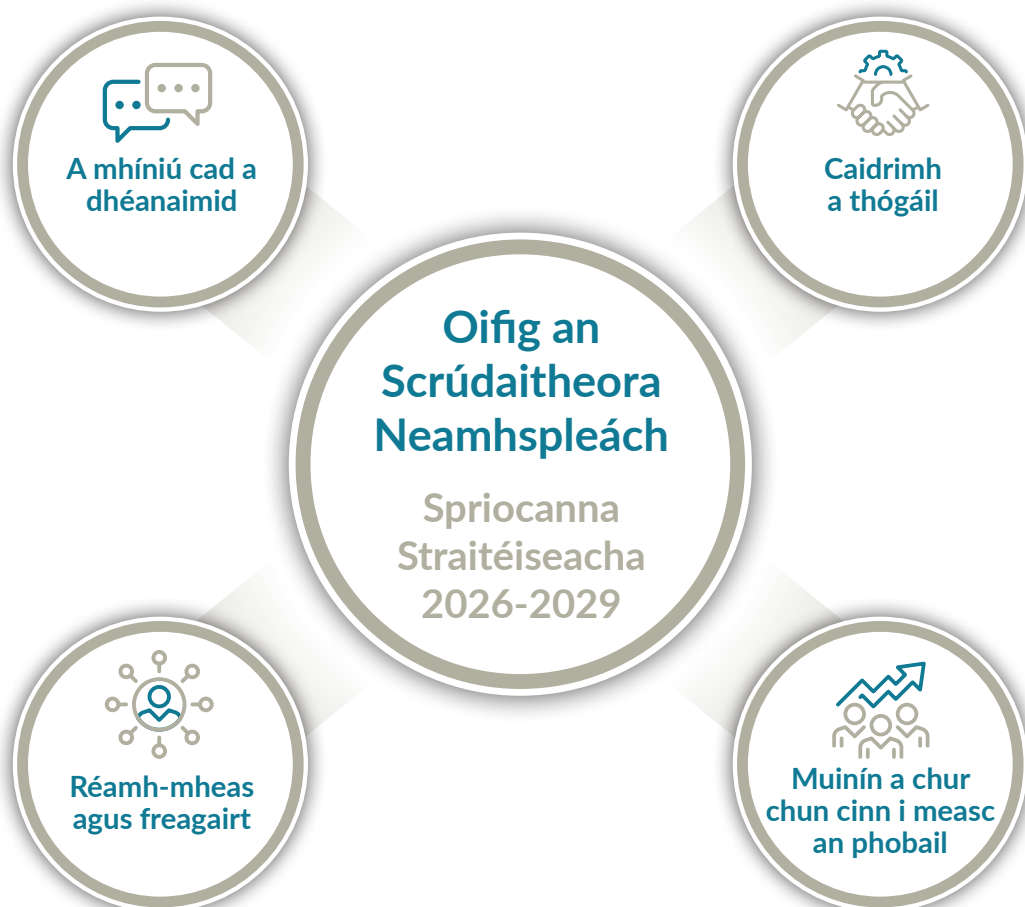 A mhíniú cad a
dhéanaimid
Caidrimh
a thógáil
Oifig an
Scrúdaitheora
Neamhspleách
Spriocanna
Straitéiseacha
2026-2029
Réamh-mheas
agus freagairt
Muinín a chur
chun cinn i measc
an phobail